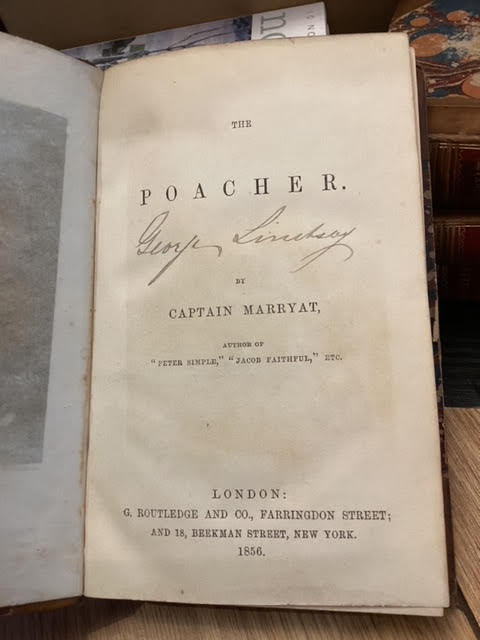 THE
POACHER.
George Lindsay
BY
CAPTAIN MARRYAT,
AUTHOR OF
"PETER SIMPLE," "JACOB FAITHFUL," ETC.
LONDON:
G. ROUTLEDGE AND CO., FARRINGDON STREET;
AND 18, BEEKMAN STREET, NEW YORK.
1856.